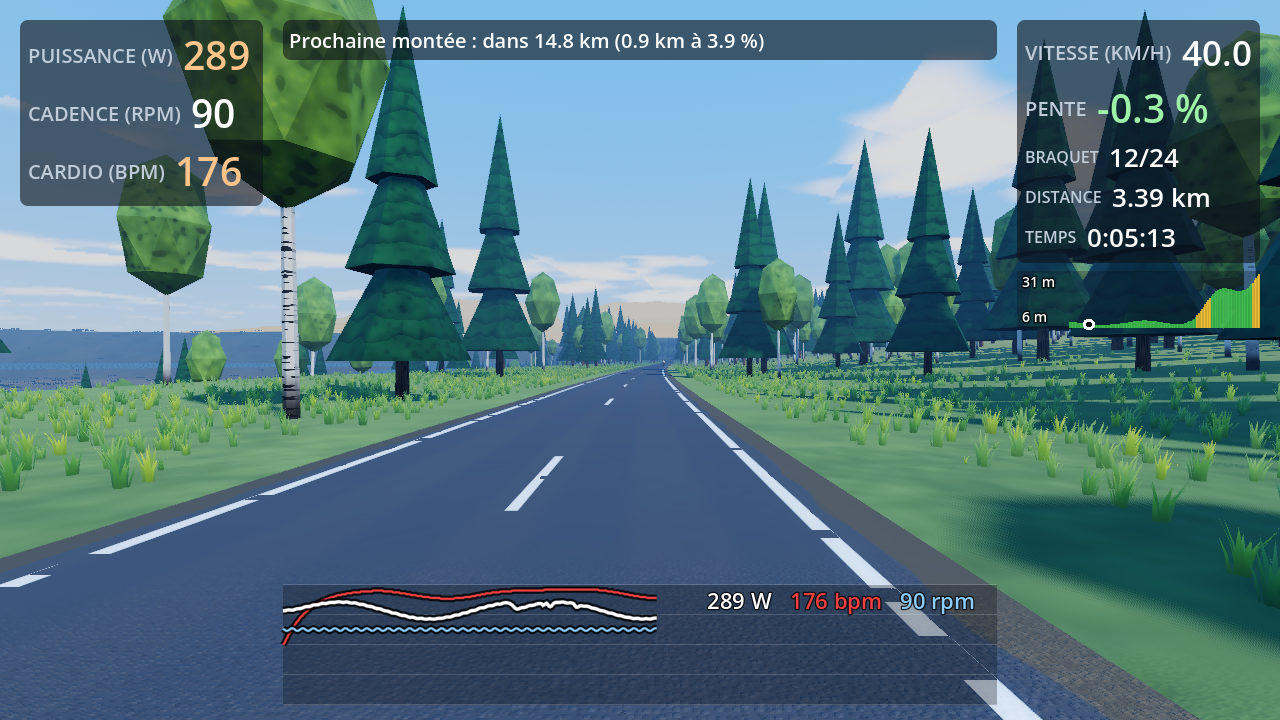 PUISSANCE (W) 289
CADENCE (RPM) 90
CARDIO (BPM) 176
Prochaine montée : dans 14.8 km (0.9 km à 3.9 %)
VITESSE (KM/H) 40.0
PENTE -0.3 %
BRAQUET 12/24
DISTANCE 3.39 km
TEMPS 0:05:13
31 m
6 m
289 W 176 bpm 90 rpm